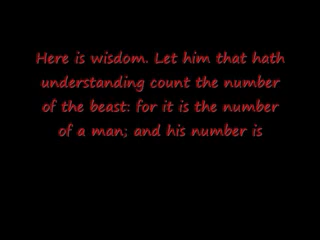 Here is wisdom. Let him that hath
understanding count the number
of the beast: for it is the number
of a man; and his number is